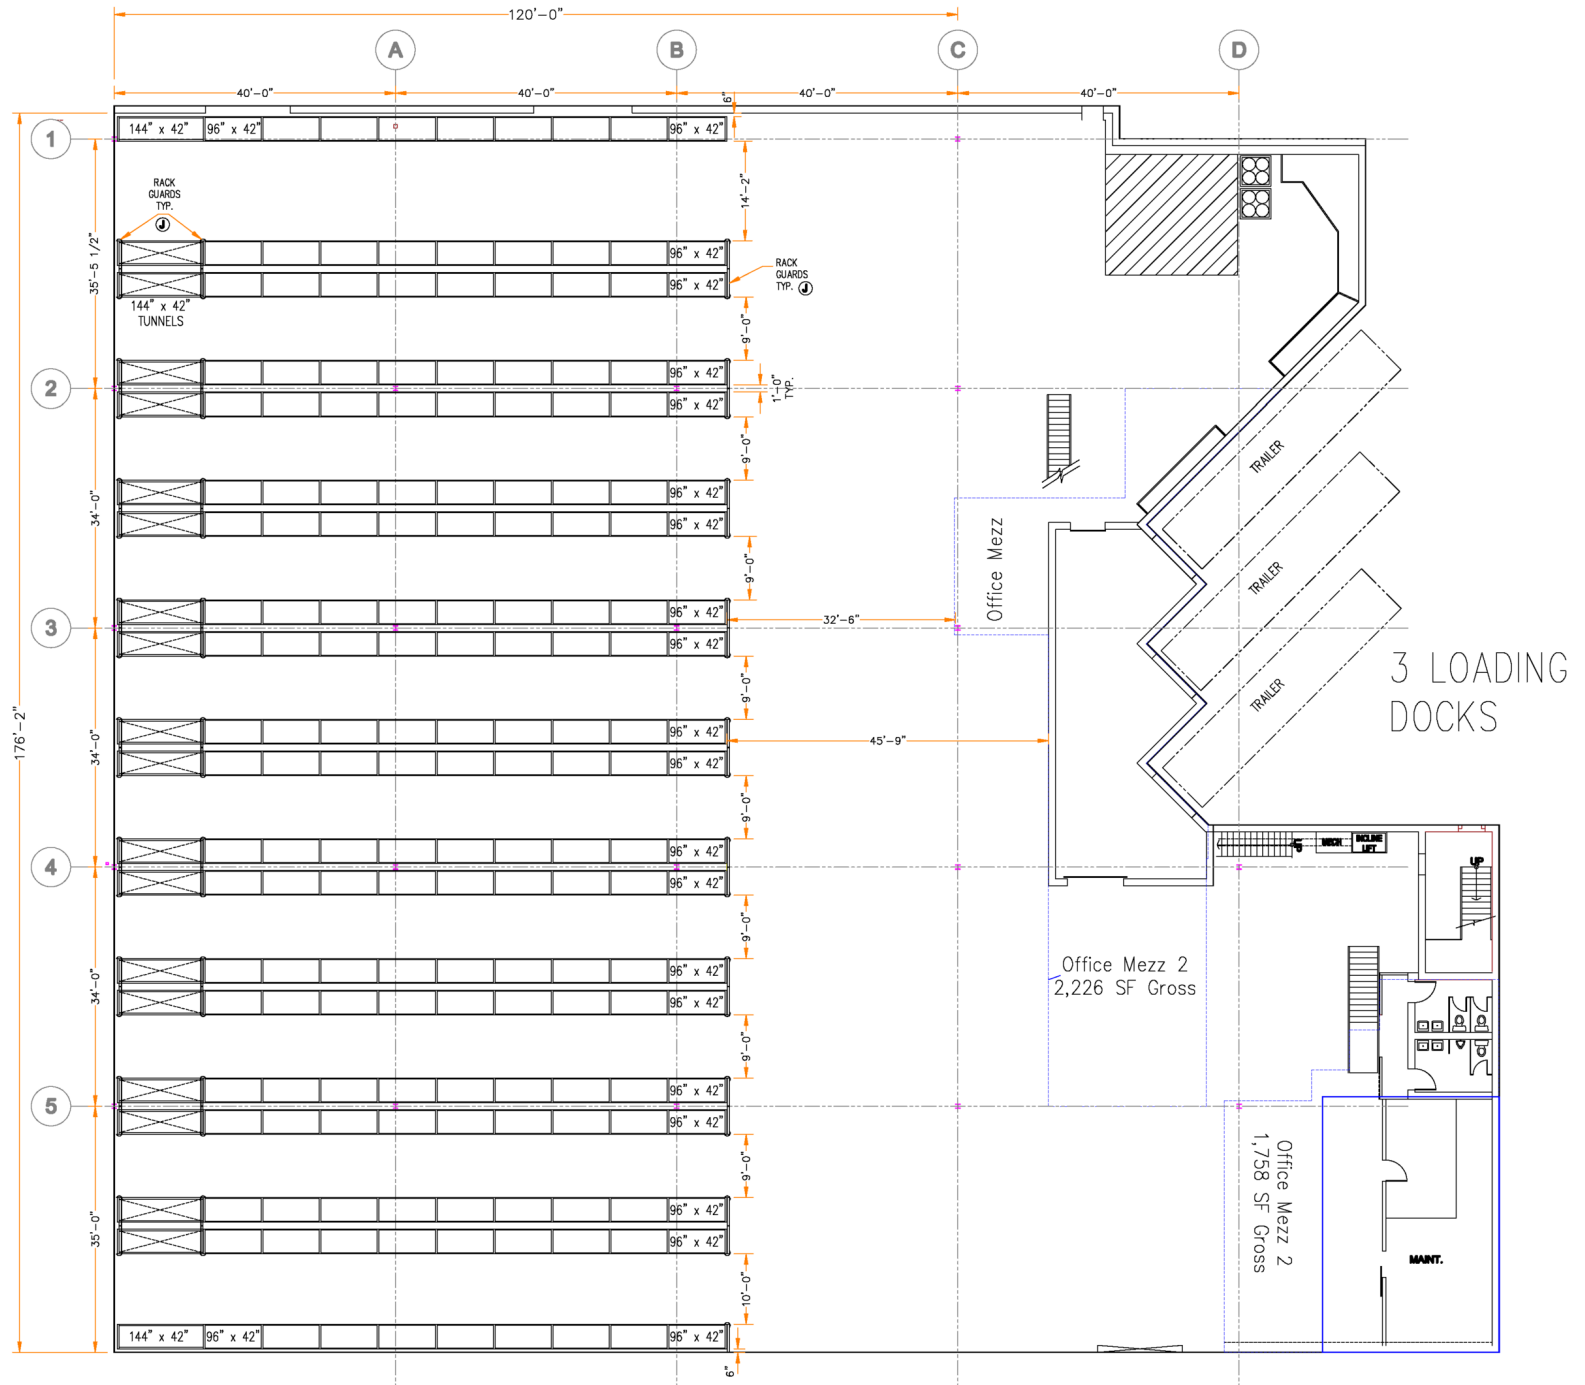 120'-0"
A
B
C
D
40'-0"
40'-0"
40'-0"
40'-0"
6"
1
144" x 42"
96" x 42"
96" x 42"
14'-2"
RACK
GUARDS
TYP.
J
35'-5 1/2"
96" x 42"
96" x 42"
RACK
GUARDS
TYP. J
144" x 42"
TUNNELS
9'-0"
2
96" x 42"
96" x 42"
1'-0"
TYP.
9'-0"
TRAILER
34'-0"
96" x 42"
96" x 42"
Office Mezz
9'-0"
TRAILER
3
96" x 42"
96" x 42"
32'-6"
9'-0"
TRAILER
3 LOADING
DOCKS
176'-2"
34'-0"
96" x 42"
96" x 42"
45'-9"
9'-0"
4
96" x 42"
96" x 42"
UP
MECH
INCLINE
LIFT
UP
9'-0"
34'-0"
96" x 42"
96" x 42"
Office Mezz 2
2,226 SF Gross
9'-0"
5
96" x 42"
96" x 42"
9'-0"
Office Mezz 2
1,758 SF Gross
35'-0"
96" x 42"
96" x 42"
MAINT.
10'-0"
144" x 42"
96" x 42"
96" x 42"
6"